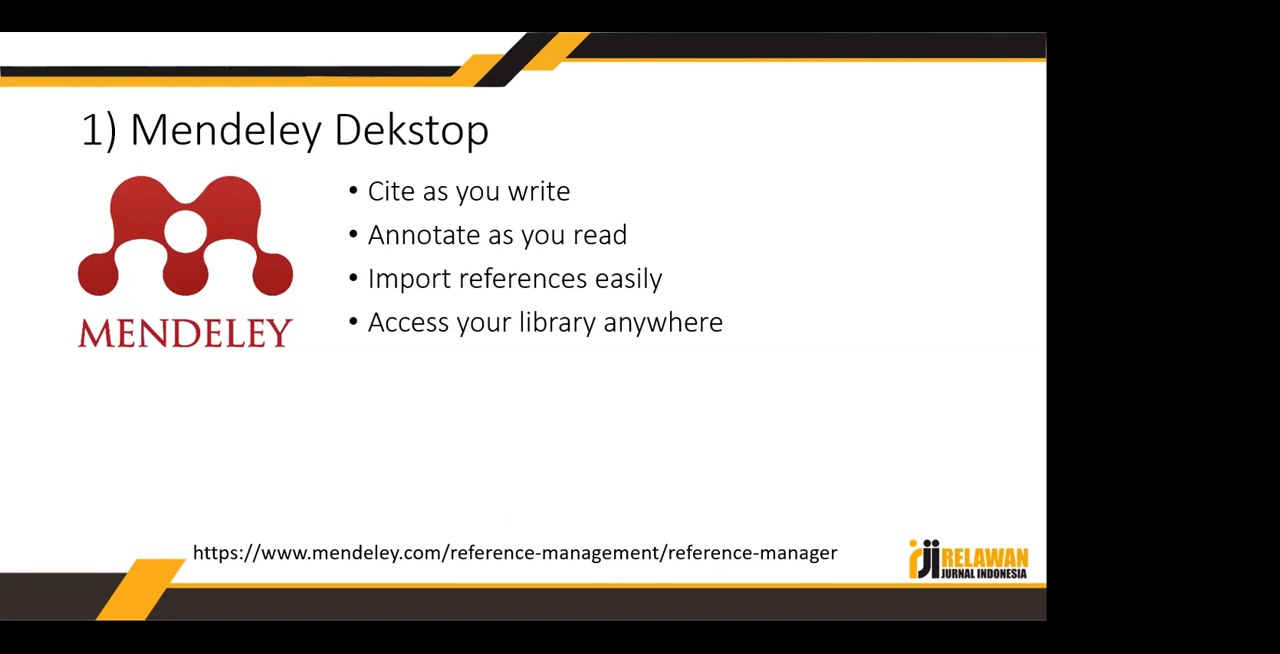 1) Mendeley Dekstop
• Cite as you write
• Annotate as you read
• Import references easily
• Access your library anywhere
MENDELEY
https://www.mendeley.com/reference-management/reference-manager
rji RELAWAN
JURNAL INDONESIA